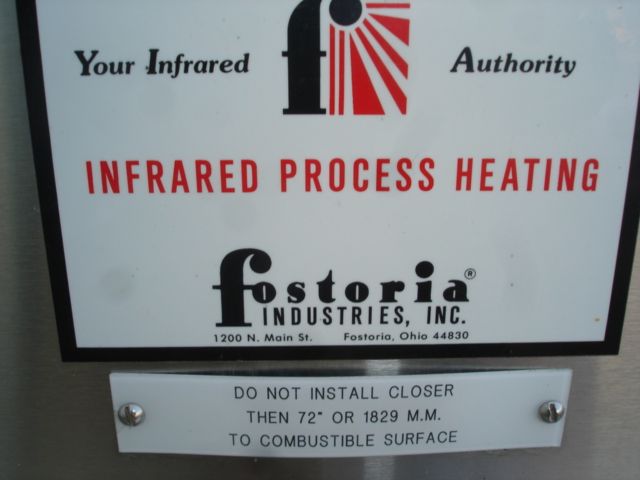 Your Infrared Authority
INFRARED PROCESS HEATING
fostoria®
INDUSTRIES, INC.
1200 N. Main St. Fostoria, Ohio 44830
DO NOT INSTALL CLOSER
THEN 72" OR 1829 M.M.
TO COMBUSTIBLE SURFACE